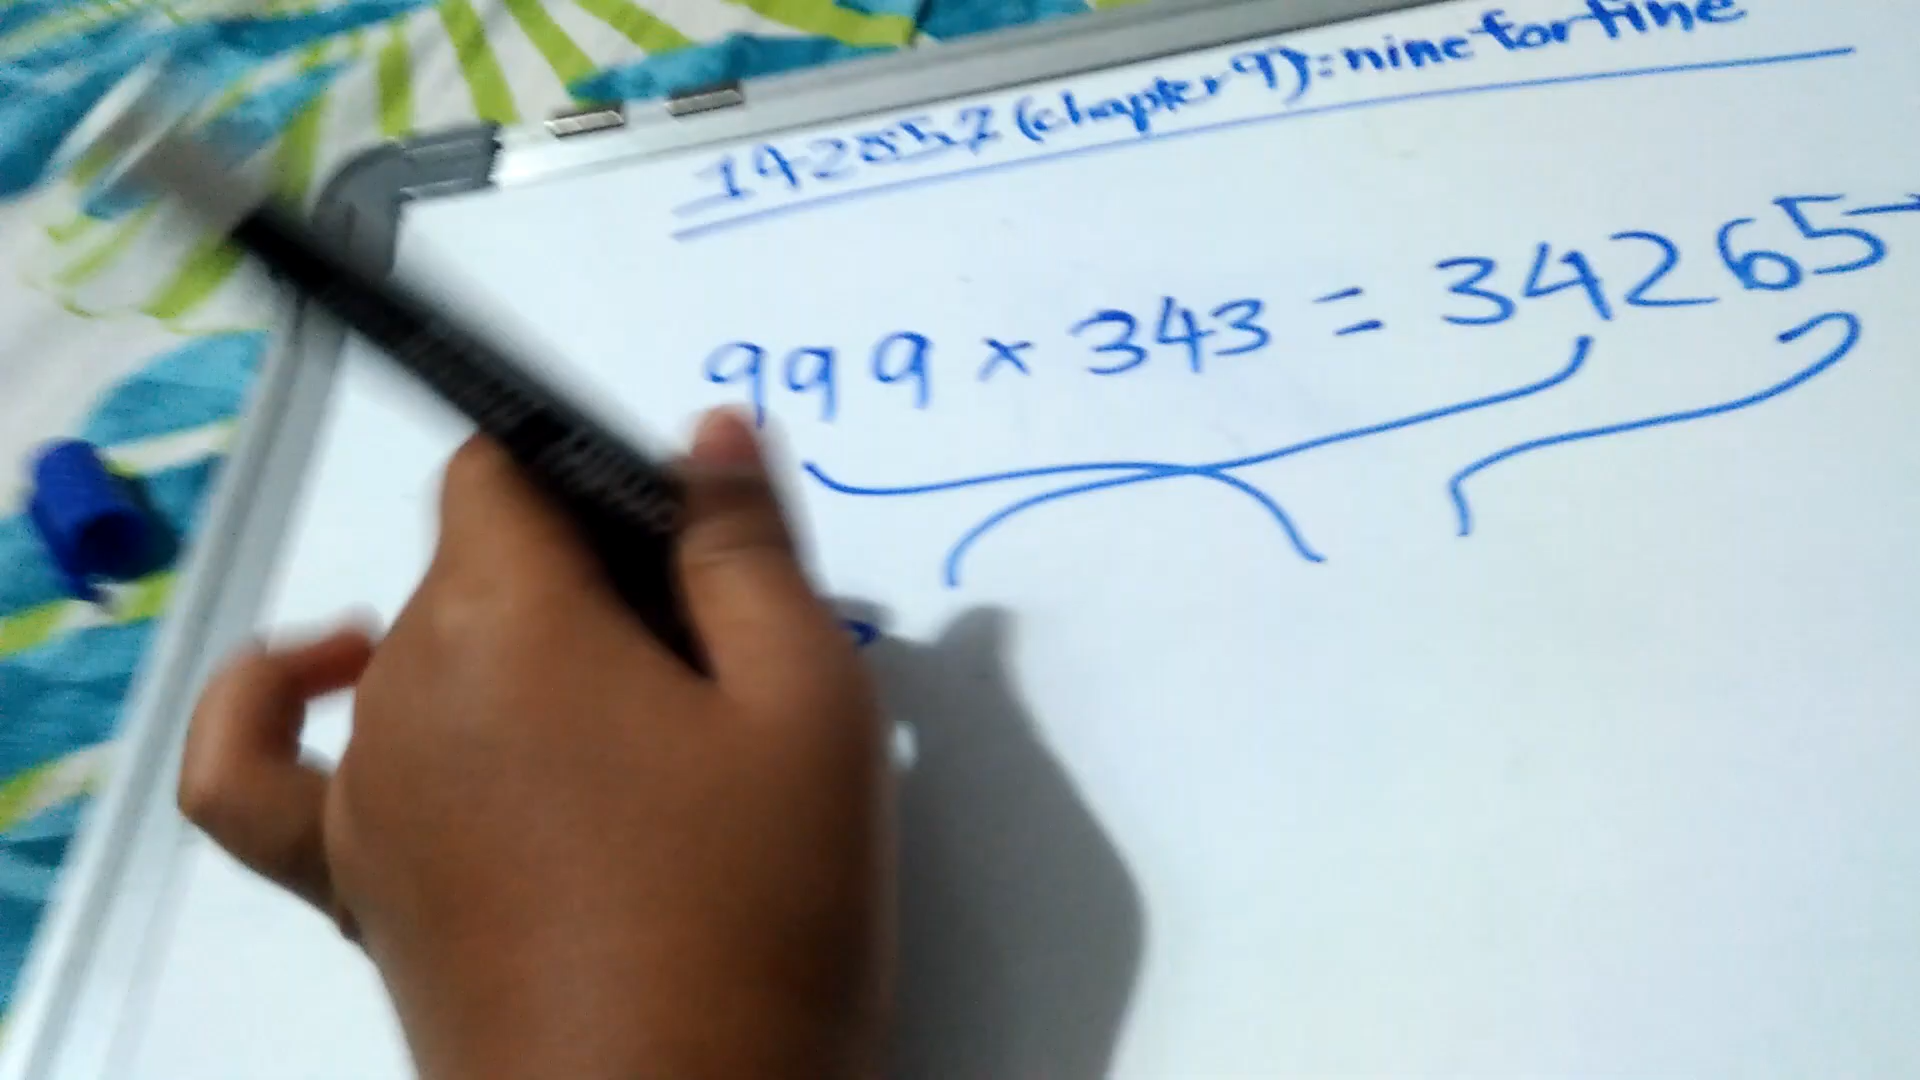 142857 (chapter 9):= nine for fine
999 × 343 = 34265